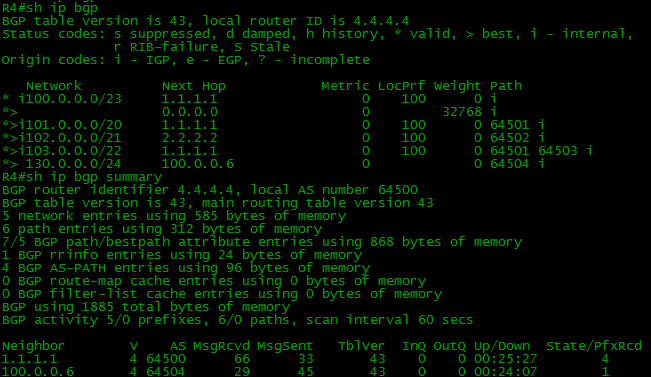 R4#sh ip bgp
BGP table version is 43, local router ID is 4.4.4.4
Status codes: s suppressed, d damped, h history, * valid, > best, i - internal,
              r RIB-failure, S Stale
Origin codes: i - IGP, e - EGP, ? - incomplete

   Network          Next Hop            Metric LocPrf Weight Path
* i100.0.0.0/23     1.1.1.1                  0    100      0 i
*>                  0.0.0.0                  0         32768 i
*>i101.0.0.0/20     1.1.1.1                  0    100      0 64501 i
*>i102.0.0.0/21     2.2.2.2                  0    100      0 64502 i
*>i103.0.0.0/22     1.1.1.1                  0    100      0 64501 64503 i
*> 130.0.0.0/24     100.0.0.6                0             0 64504 i
R4#sh ip bgp summary
BGP router identifier 4.4.4.4, local AS number 64500
BGP table version is 43, main routing table version 43
5 network entries using 585 bytes of memory
6 path entries using 312 bytes of memory
7/5 BGP path/bestpath attribute entries using 868 bytes of memory
1 BGP rrinfo entries using 24 bytes of memory
4 BGP AS-PATH entries using 96 bytes of memory
0 BGP route-map cache entries using 0 bytes of memory
0 BGP filter-list cache entries using 0 bytes of memory
BGP using 1885 total bytes of memory
BGP activity 5/0 prefixes, 6/0 paths, scan interval 60 secs

Neighbor        V    AS MsgRcvd MsgSent   TblVer  InQ OutQ Up/Down  State/PfxRcd
1.1.1.1         4 64500      66      33       43    0    0 00:25:27        4
100.0.0.6       4 64504      29      45       43    0    0 00:24:07        1